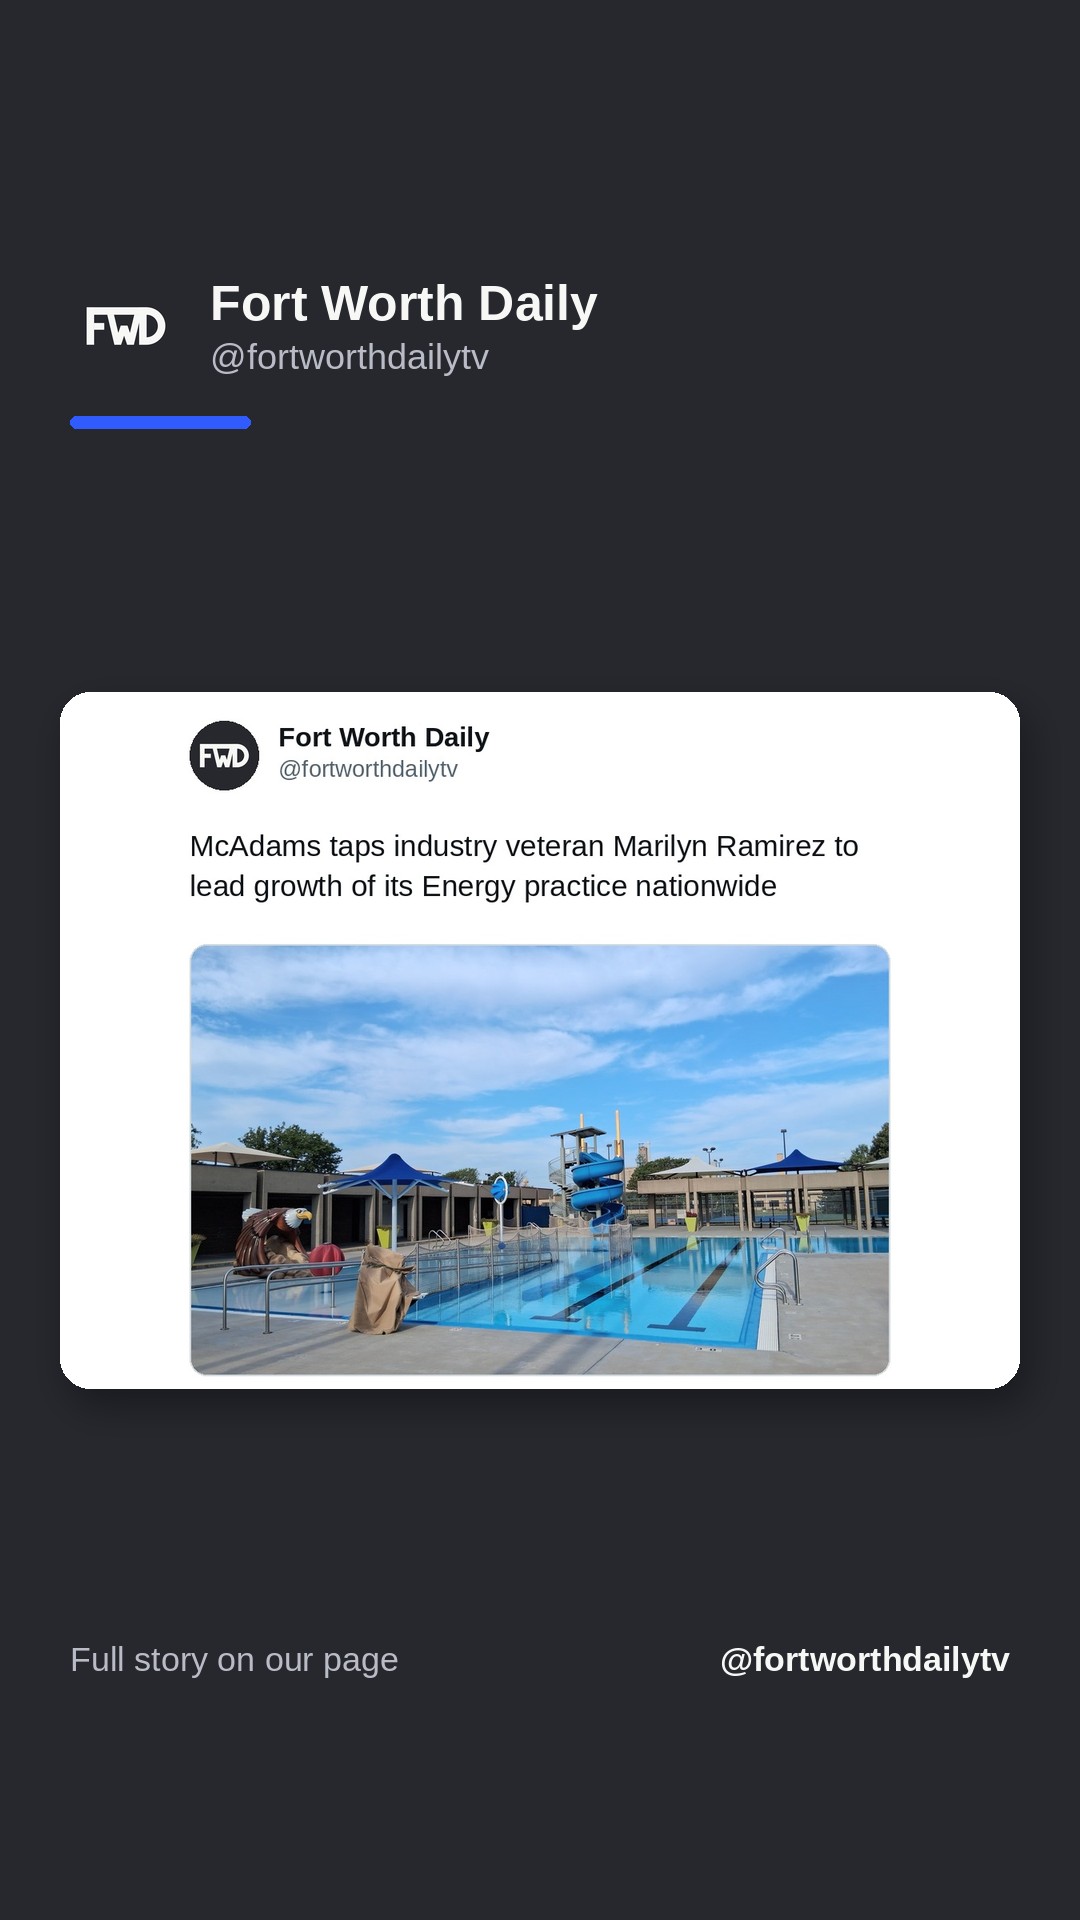 FWD
Fort Worth Daily
@fortworthdailytv
FWD
Fort Worth Daily
@fortworthdailytv
McAdams taps industry veteran Marilyn Ramirez to
lead growth of its Energy practice nationwide
Full story on our page
@fortworthdailytv